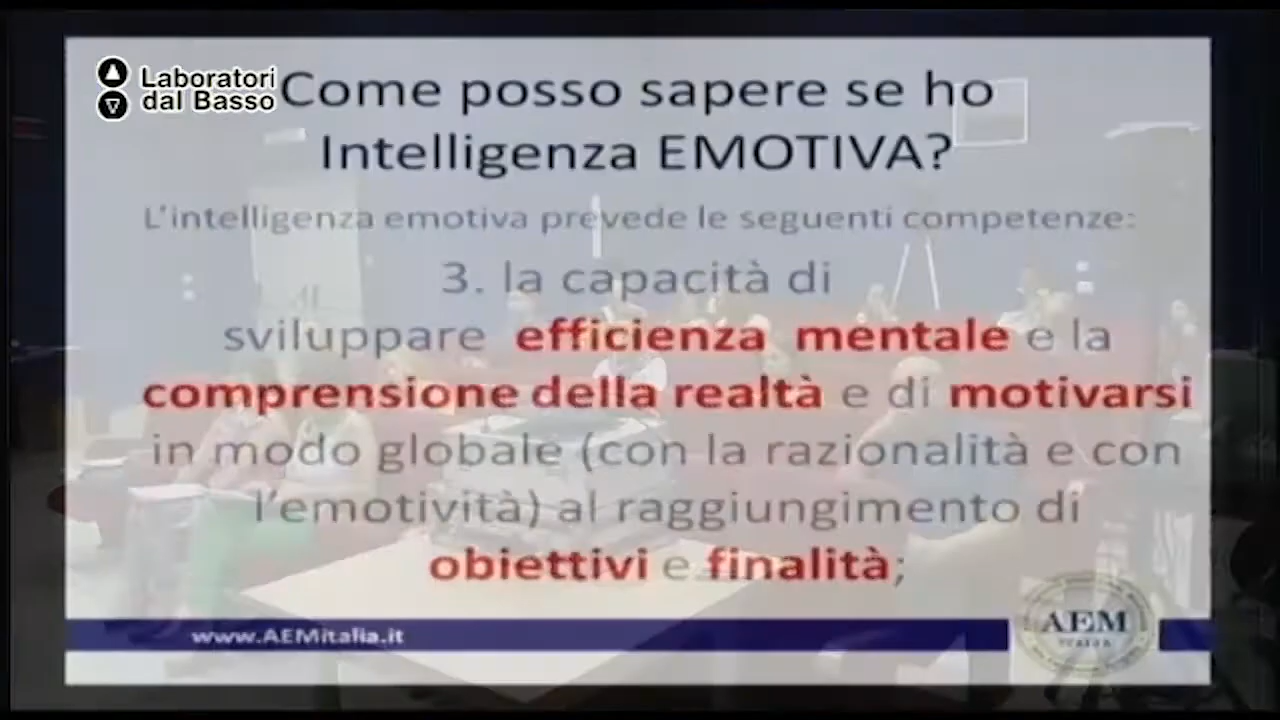 Laboratori
dal Basso
Come posso sapere se ho
Intelligenza EMOTIVA?
L'intelligenza emotiva prevede le seguenti competenze:
3. la capacità di
sviluppare efficienza mentale e la
comprensione della realtà e di motivarsi
in modo globale (con la razionalità e con
l'emotività) al raggiungimento di
obiettivi e finalità;
www.AEMitalia.it
AEM
ITALIA